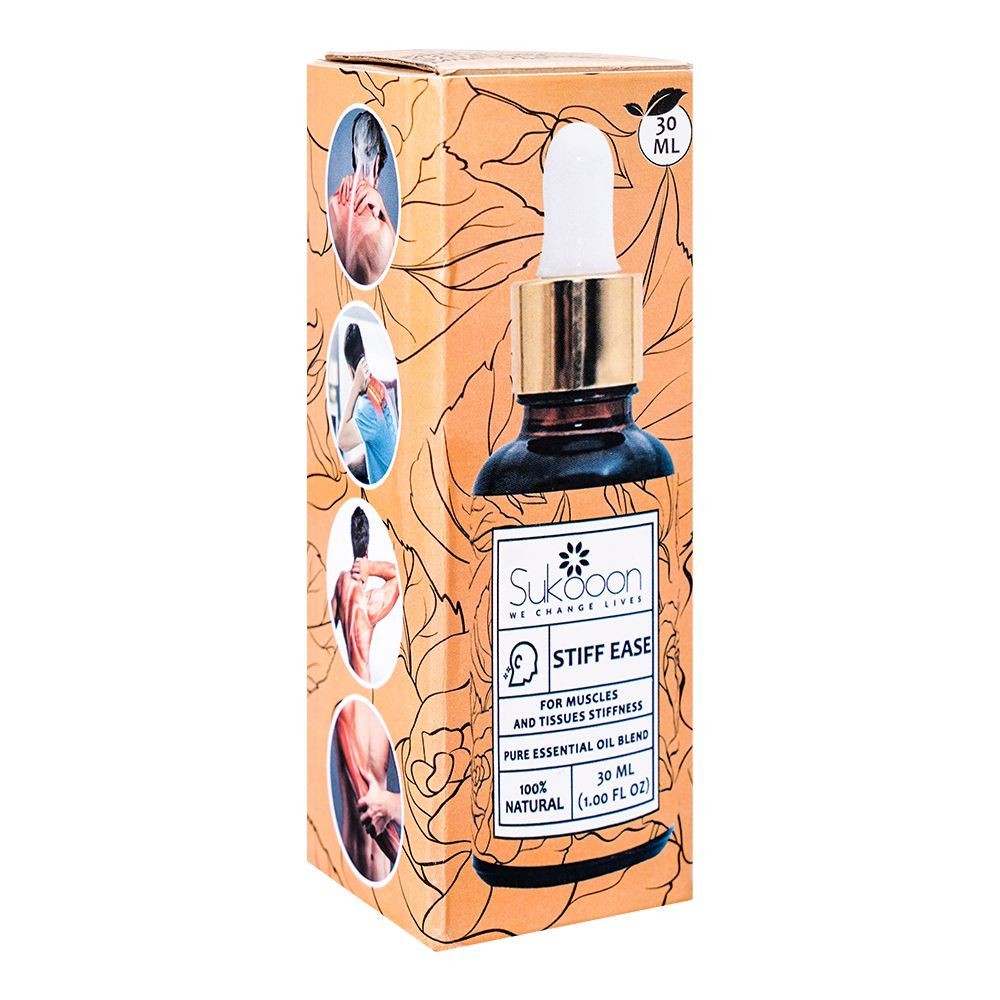 30
ML
Sukooon
WE CHANGE LIVES
STIFF EASE
FOR MUSCLES
AND TISSUES STIFFNESS
PURE ESSENTIAL OIL BLEND
100%
NATURAL
30 ML
(1.00 FL OZ)